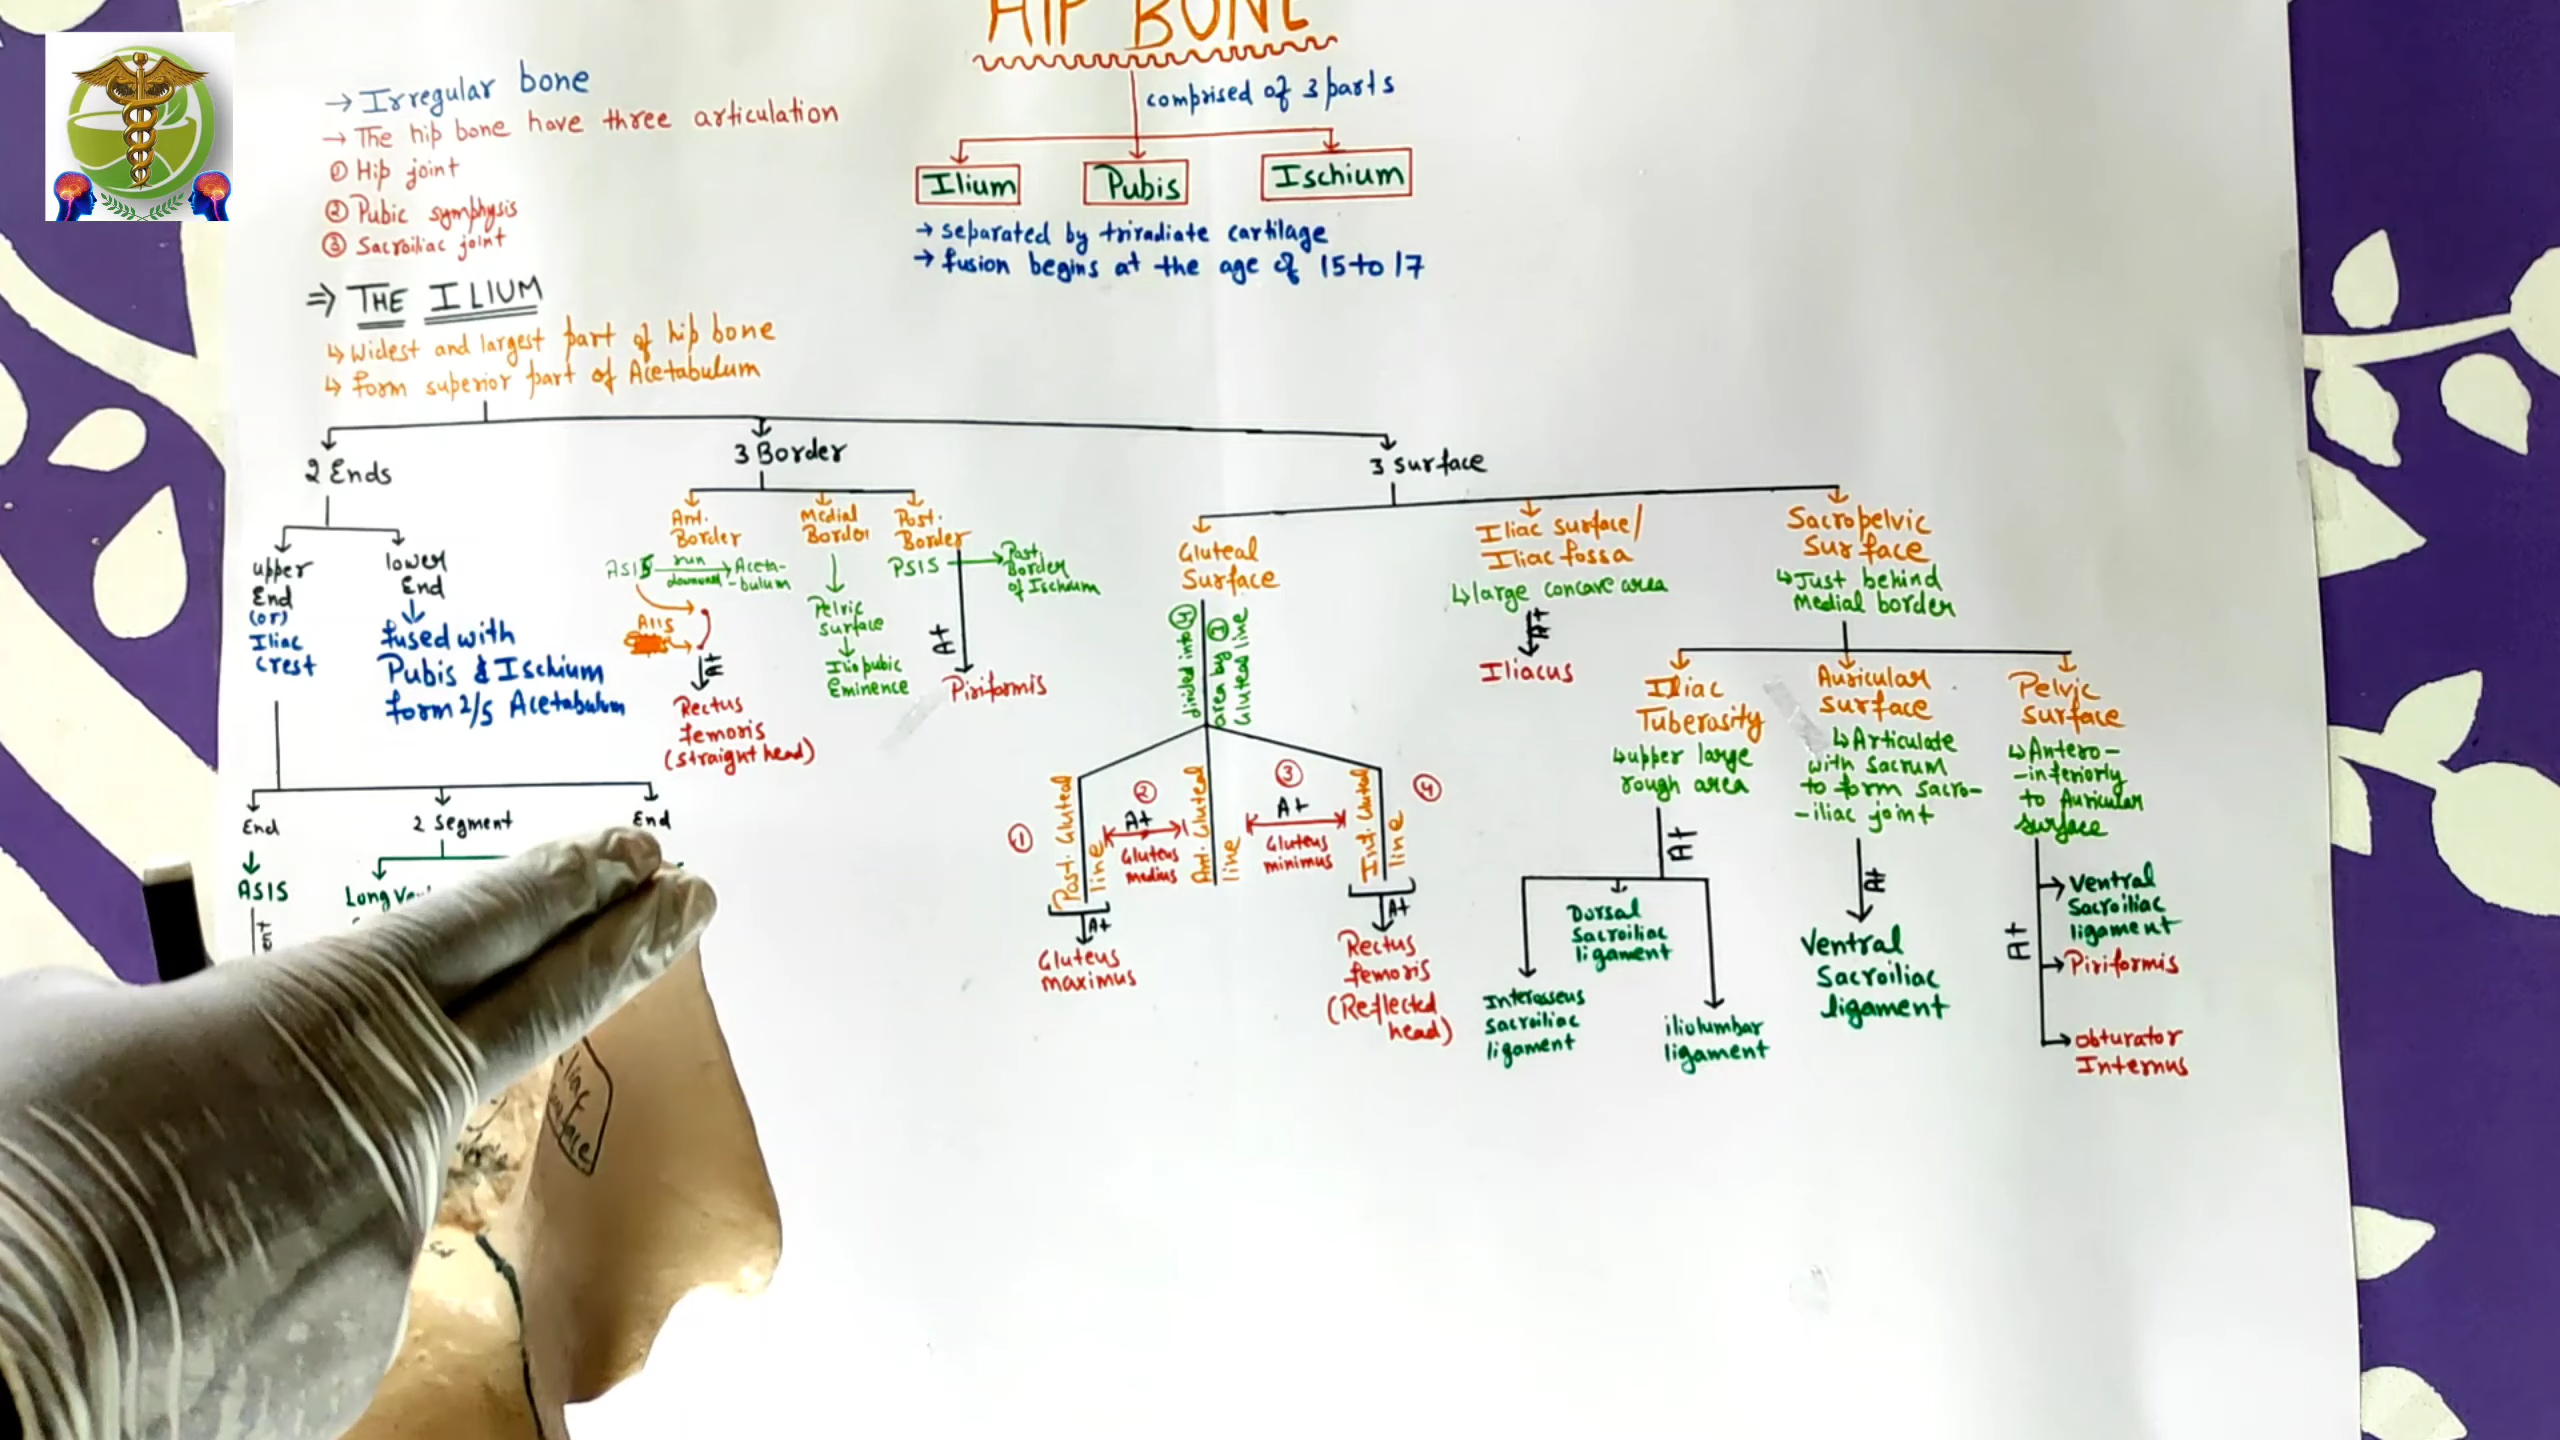 HIP BONE
comprised of 3 parts
Ilium
Pubis
Ischium
→ separated by triradiate cartilage
→ fusion begins at the age of 15 to 17
→ Irregular bone
→ The hip bone have three articulation
① Hip joint
② Pubic symphysis
③ Sacroiliac joint
⇒ THE ILIUM
↳ Widest and largest part of hip bone
↳ form superior part of Acetabulum
2 Ends
3 Border
3 surface
upper
End
(or)
Iliac
crest
lower
End
fused with
Pubis & Ischium
form 2/5 Acetabulum
End
2 Segment
End
ASIS
Long
Ant.
Border
ASIS
run
downward
Aceta-
-bulum
AIIS
At
Rectus
femoris
(straight head)
Medial
Border
Pelvic
surface
Iliopubic
Eminence
Post.
Border
PSIS
Post.
Border
of Ischium
At
Piriformis
Gluteal
Surface
divided into ④
area by ③
Gluteal line
①
Post. Gluteal
line
②
At
Gluteus
medius
Ant. Gluteal
line
③
At
Gluteus
minimus
Inf. Gluteal
line
④
At
Gluteus
maximus
At
Rectus
femoris
(Reflected
head)
Iliac surface/
Iliac fossa
↳ large concave area
At
Iliacus
Sacropelvic
Surface
↳ Just behind
Medial border
Iliac
Tuberosity
↳ upper large
rough area
At
Interosseus
sacroiliac
ligament
Dorsal
Sacroiliac
ligament
iliolumbar
ligament
Auricular
surface
↳ Articulate
with sacrum
to form sacro-
-iliac joint
At
Ventral
Sacroiliac
ligament
Pelvic
surface
↳ Antero-
-inferiorly
to Auricular
surface
At
Ventral
Sacroiliac
ligament
Piriformis
obturator
Internus